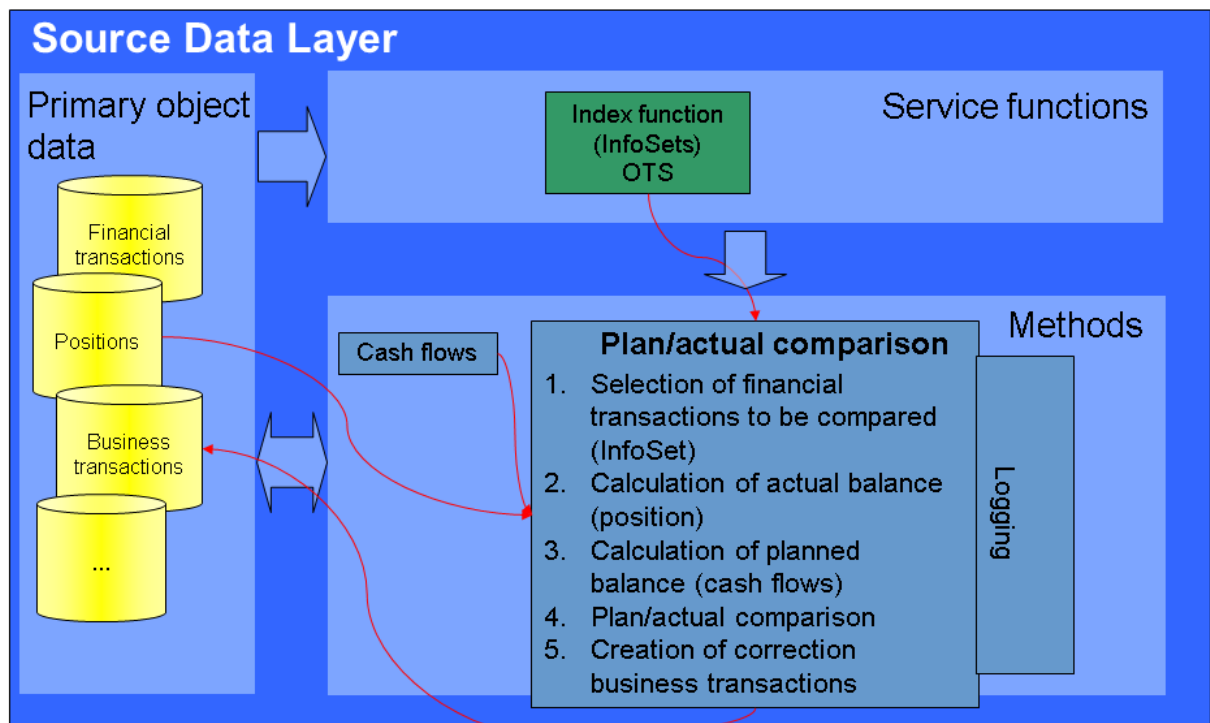 Source Data Layer
Primary object
data
Financial
transactions
Positions
Business
transactions
...
Service functions
Index function
(InfoSets)
OTS
Methods
Cash flows
Plan/actual comparison
1. Selection of financial
transactions to be compared
(InfoSet)
2. Calculation of actual balance
(position)
3. Calculation of planned
balance (cash flows)
4. Plan/actual comparison
5. Creation of correction
business transactions
Logging